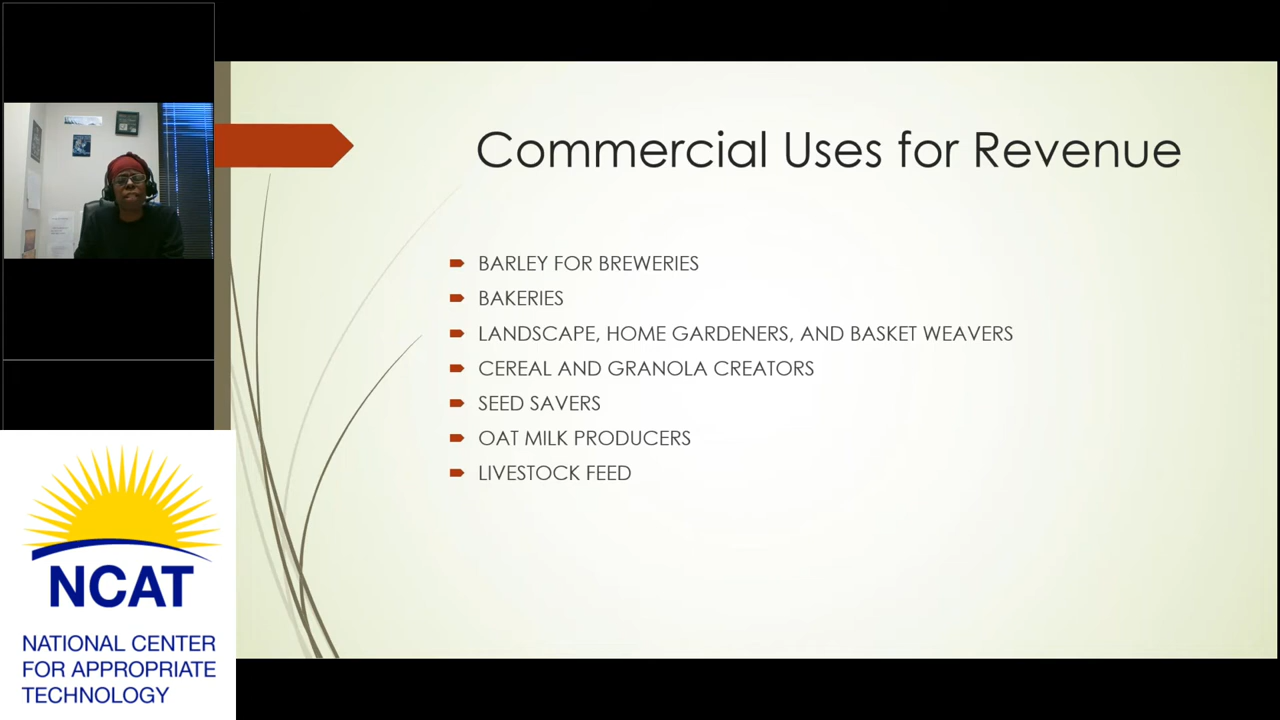 Commercial Uses for Revenue
BARLEY FOR BREWERIES
BAKERIES
LANDSCAPE, HOME GARDENERS, AND BASKET WEAVERS
CEREAL AND GRANOLA CREATORS
SEED SAVERS
OAT MILK PRODUCERS
LIVESTOCK FEED
NCAT
NATIONAL CENTER
FOR APPROPRIATE
TECHNOLOGY